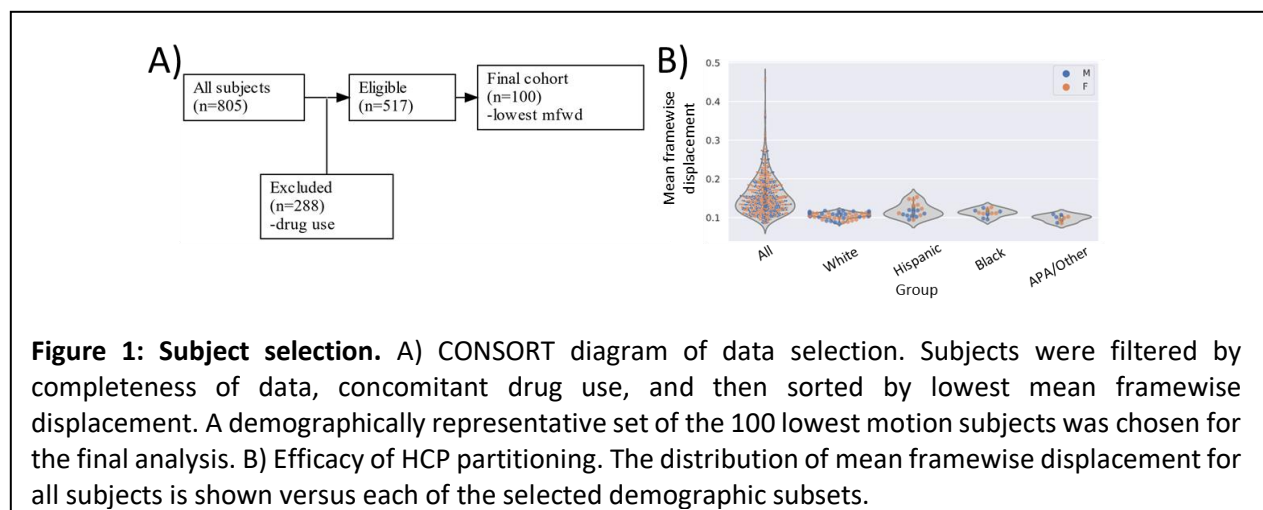 A)
All subjects
(n=805)
Eligible
(n=517)
Final cohort
(n=100)
-lowest mfwd
Excluded
(n=288)
-drug use
B)
Mean framewise
displacement
0.5
0.4
0.3
0.2
0.1
M
F
All
White
Hispanic
Black
APA/Other
Group
Figure 1: Subject selection. A) CONSORT diagram of data selection. Subjects were filtered by
completeness of data, concomitant drug use, and then sorted by lowest mean framewise
displacement. A demographically representative set of the 100 lowest motion subjects was chosen for
the final analysis. B) Efficacy of HCP partitioning. The distribution of mean framewise displacement for
all subjects is shown versus each of the selected demographic subsets.